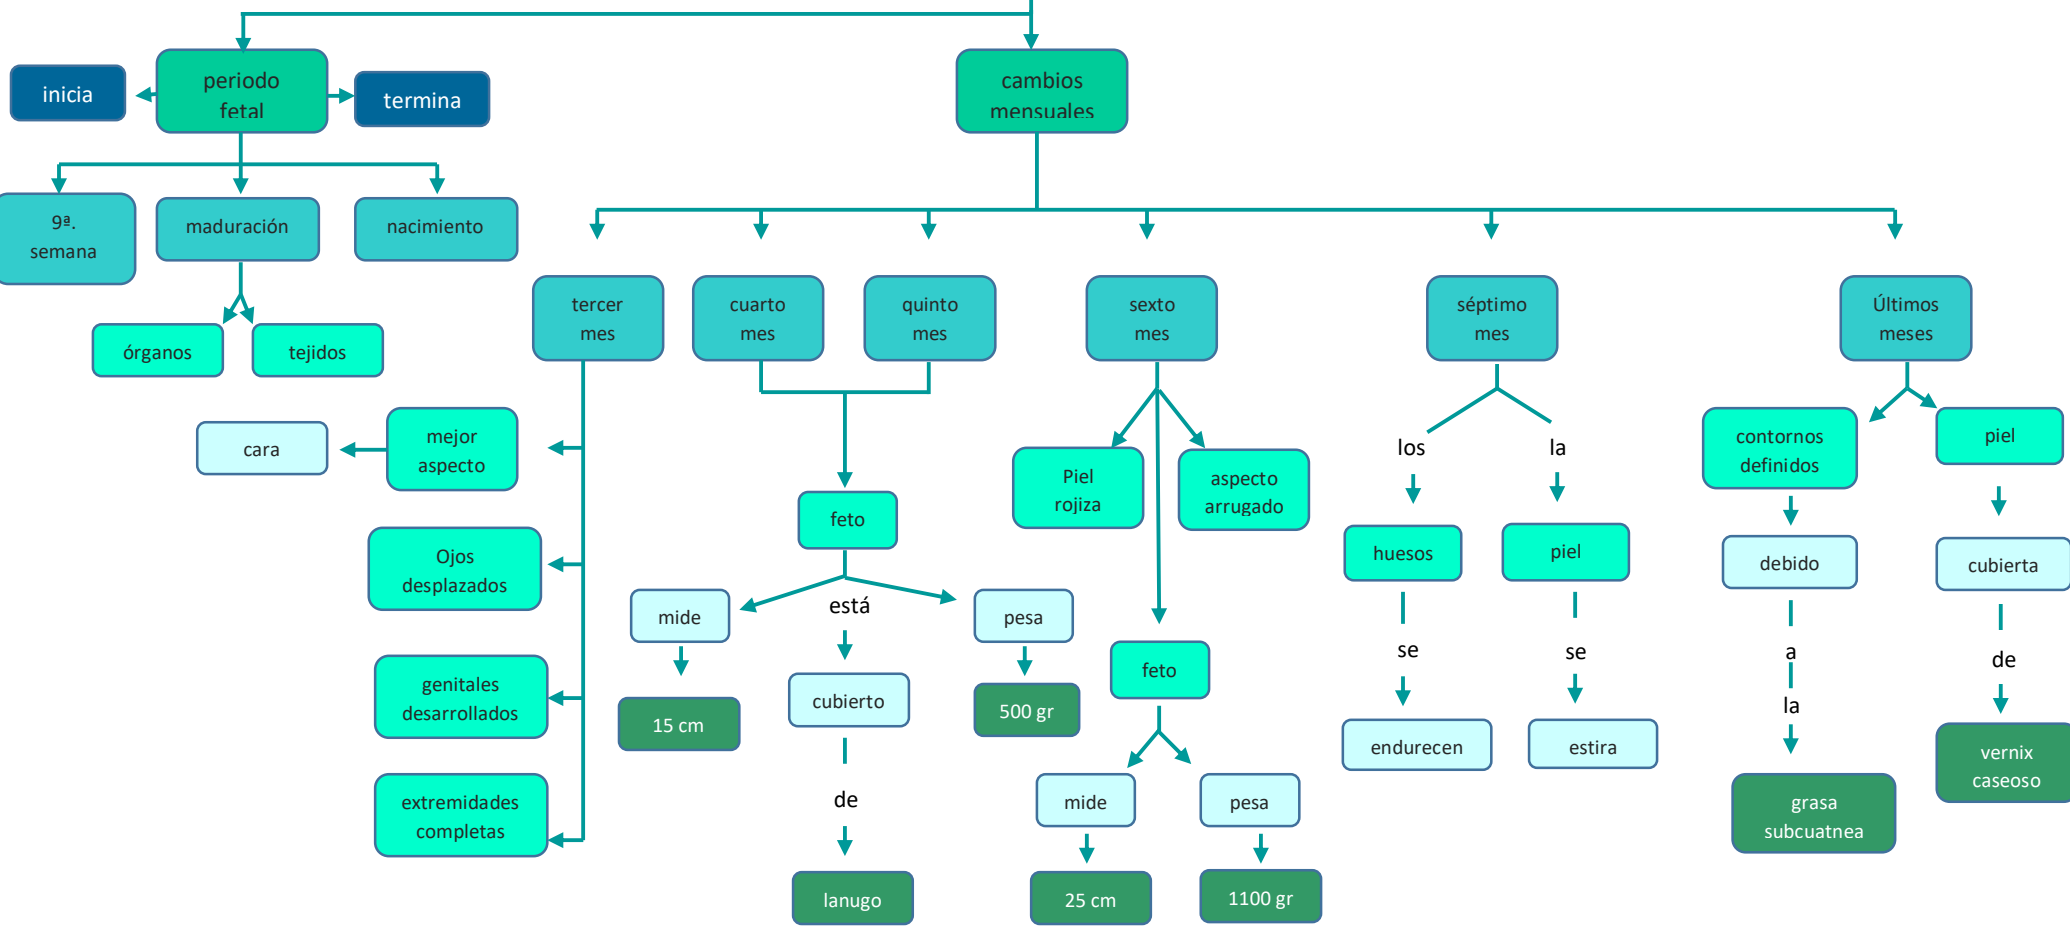 inicia
periodo
fetal
termina
cambios
mensuales
9ª.
semana
maduración
nacimiento
órganos
tejidos
tercer
mes
cuarto
mes
quinto
mes
sexto
mes
séptimo
mes
Últimos
meses
cara
mejor
aspecto
Ojos
desplazados
genitales
desarrollados
extremidades
completas
feto
mide
está
pesa
15 cm
cubierto
500 gr
de
lanugo
Piel
rojiza
aspecto
arrugado
feto
mide
pesa
25 cm
1100 gr
los
la
huesos
piel
se
se
endurecen
estira
contornos
definidos
piel
debido
cubierta
a
de
la
grasa
subcuatnea
vernix
caseoso